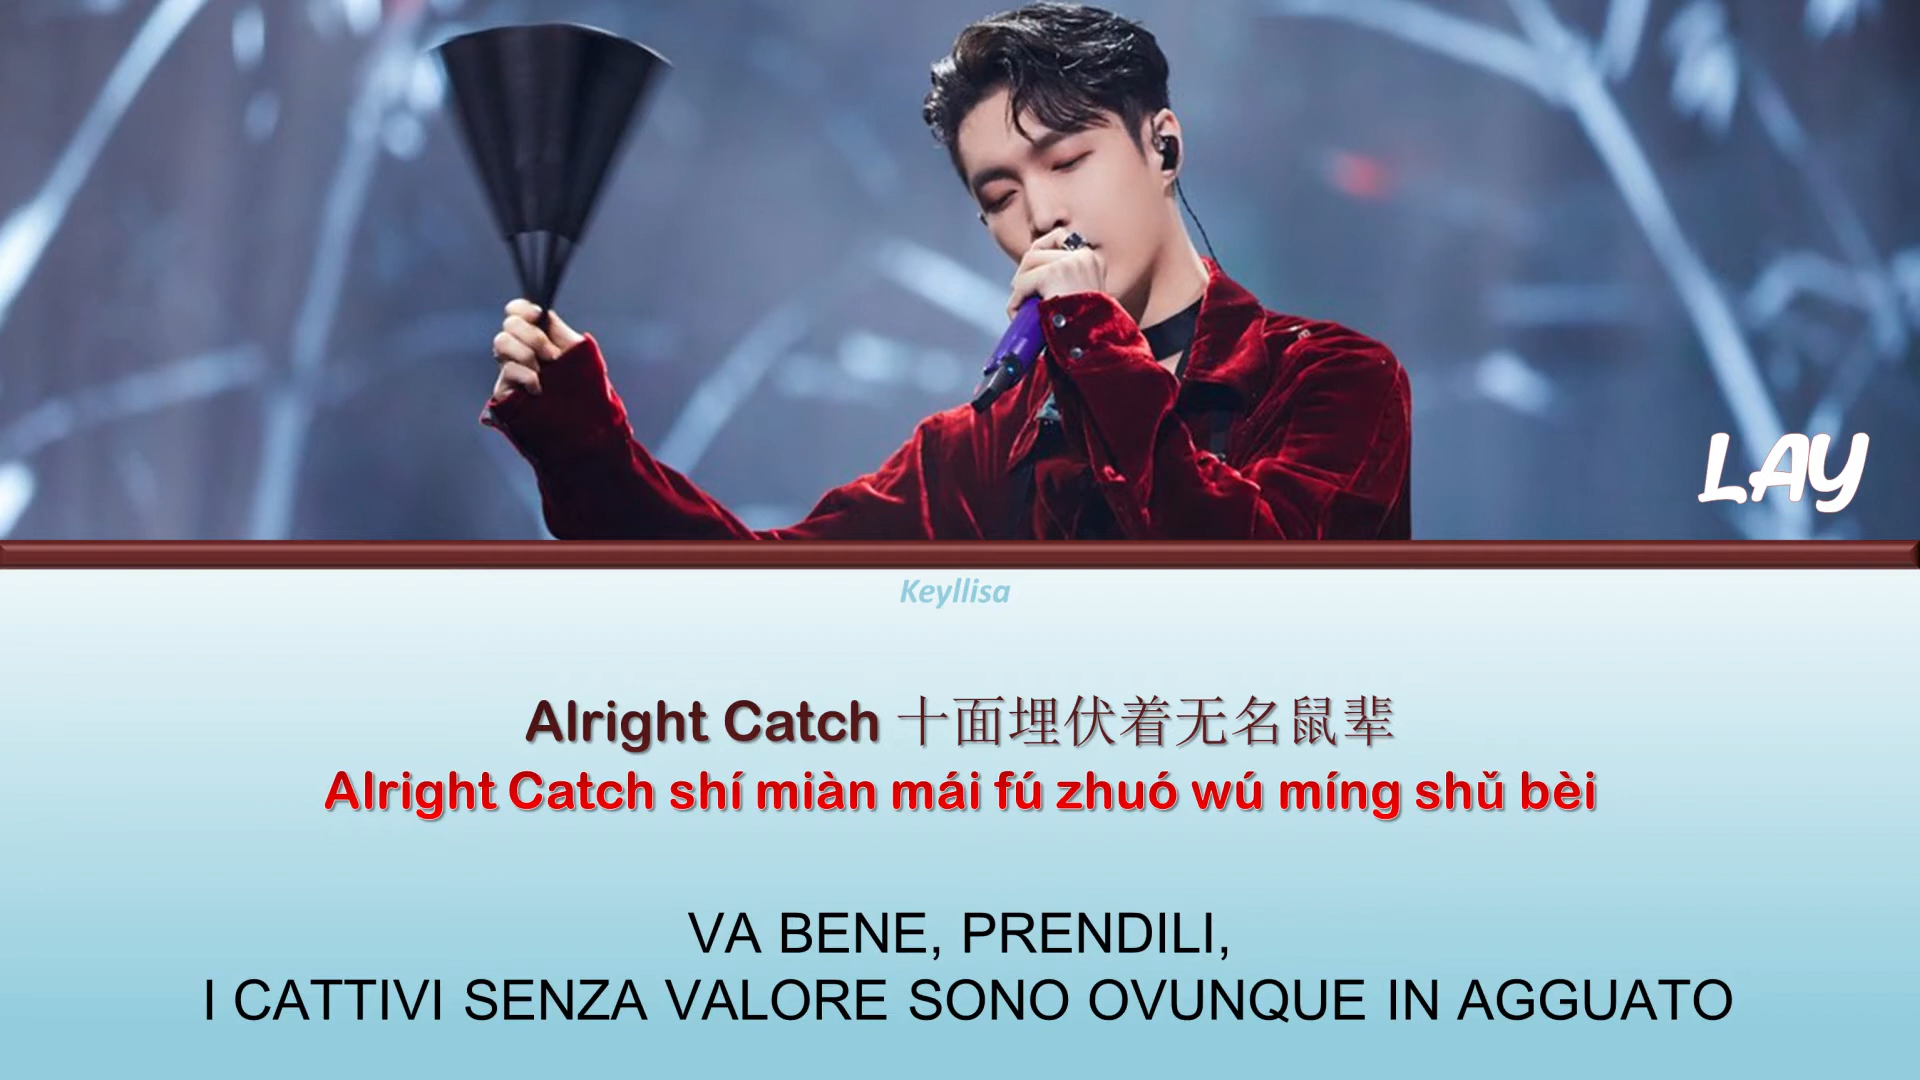 LAY
Keyllisa
Alright Catch 十面埋伏着无名鼠辈
Alright Catch shí miàn mái fú zhuó wú míng shǔ bèi
VA BENE, PRENDILI,
I CATTIVI SENZA VALORE SONO OVUNQUE IN AGGUATO